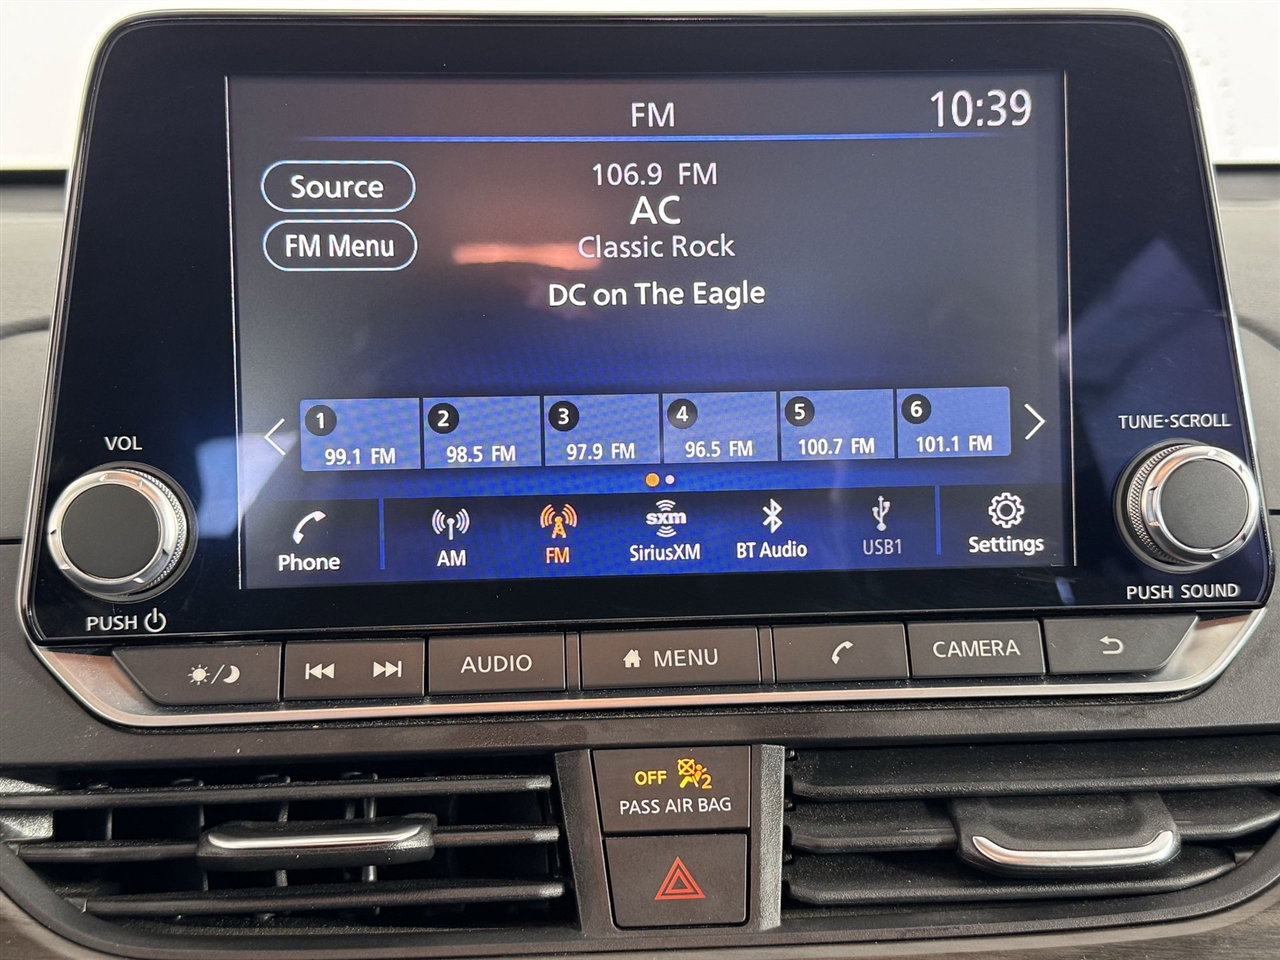 FM
10:39
Source
FM Menu
106.9 FM
AC
Classic Rock
DC on The Eagle
1
99.1 FM
2
98.5 FM
3
97.9 FM
4
96.5 FM
5
100.7 FM
6
101.1 FM
Phone
AM
FM
sxm
SiriusXM
BT Audio
USB1
Settings
VOL
PUSH
TUNE·SCROLL
PUSH SOUND
AUDIO
MENU
CAMERA
OFF 2
PASS AIR BAG